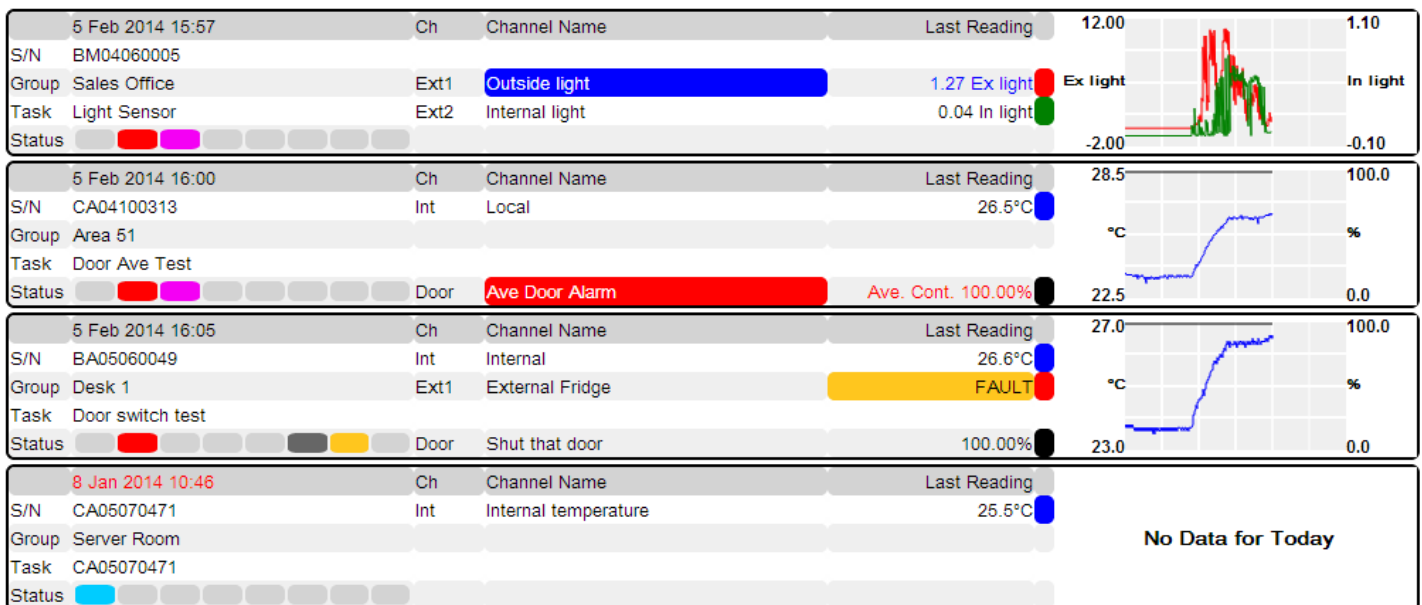 5 Feb 2014 15:57 Ch Channel Name Last Reading 12.00 1.10
S/N BM04060005
Group Sales Office Ext1 Outside light 1.27 Ex light Ex light In light
Task Light Sensor Ext2 Internal light 0.04 In light
Status -2.00 -0.10
5 Feb 2014 16:00 Ch Channel Name Last Reading 28.5 100.0
S/N CA04100313 Int Local 26.5°C
Group Area 51 °C %
Task Door Ave Test
Status Door Ave Door Alarm Ave. Cont. 100.00% 22.5 0.0
5 Feb 2014 16:05 Ch Channel Name Last Reading 27.0 100.0
S/N BA05060049 Int Internal 26.6°C
Group Desk 1 Ext1 External Fridge FAULT °C %
Task Door switch test
Status Door Shut that door 100.00% 23.0 0.0
8 Jan 2014 10:46 Ch Channel Name Last Reading
S/N CA05070471 Int Internal temperature 25.5°C
Group Server Room No Data for Today
Task CA05070471
Status